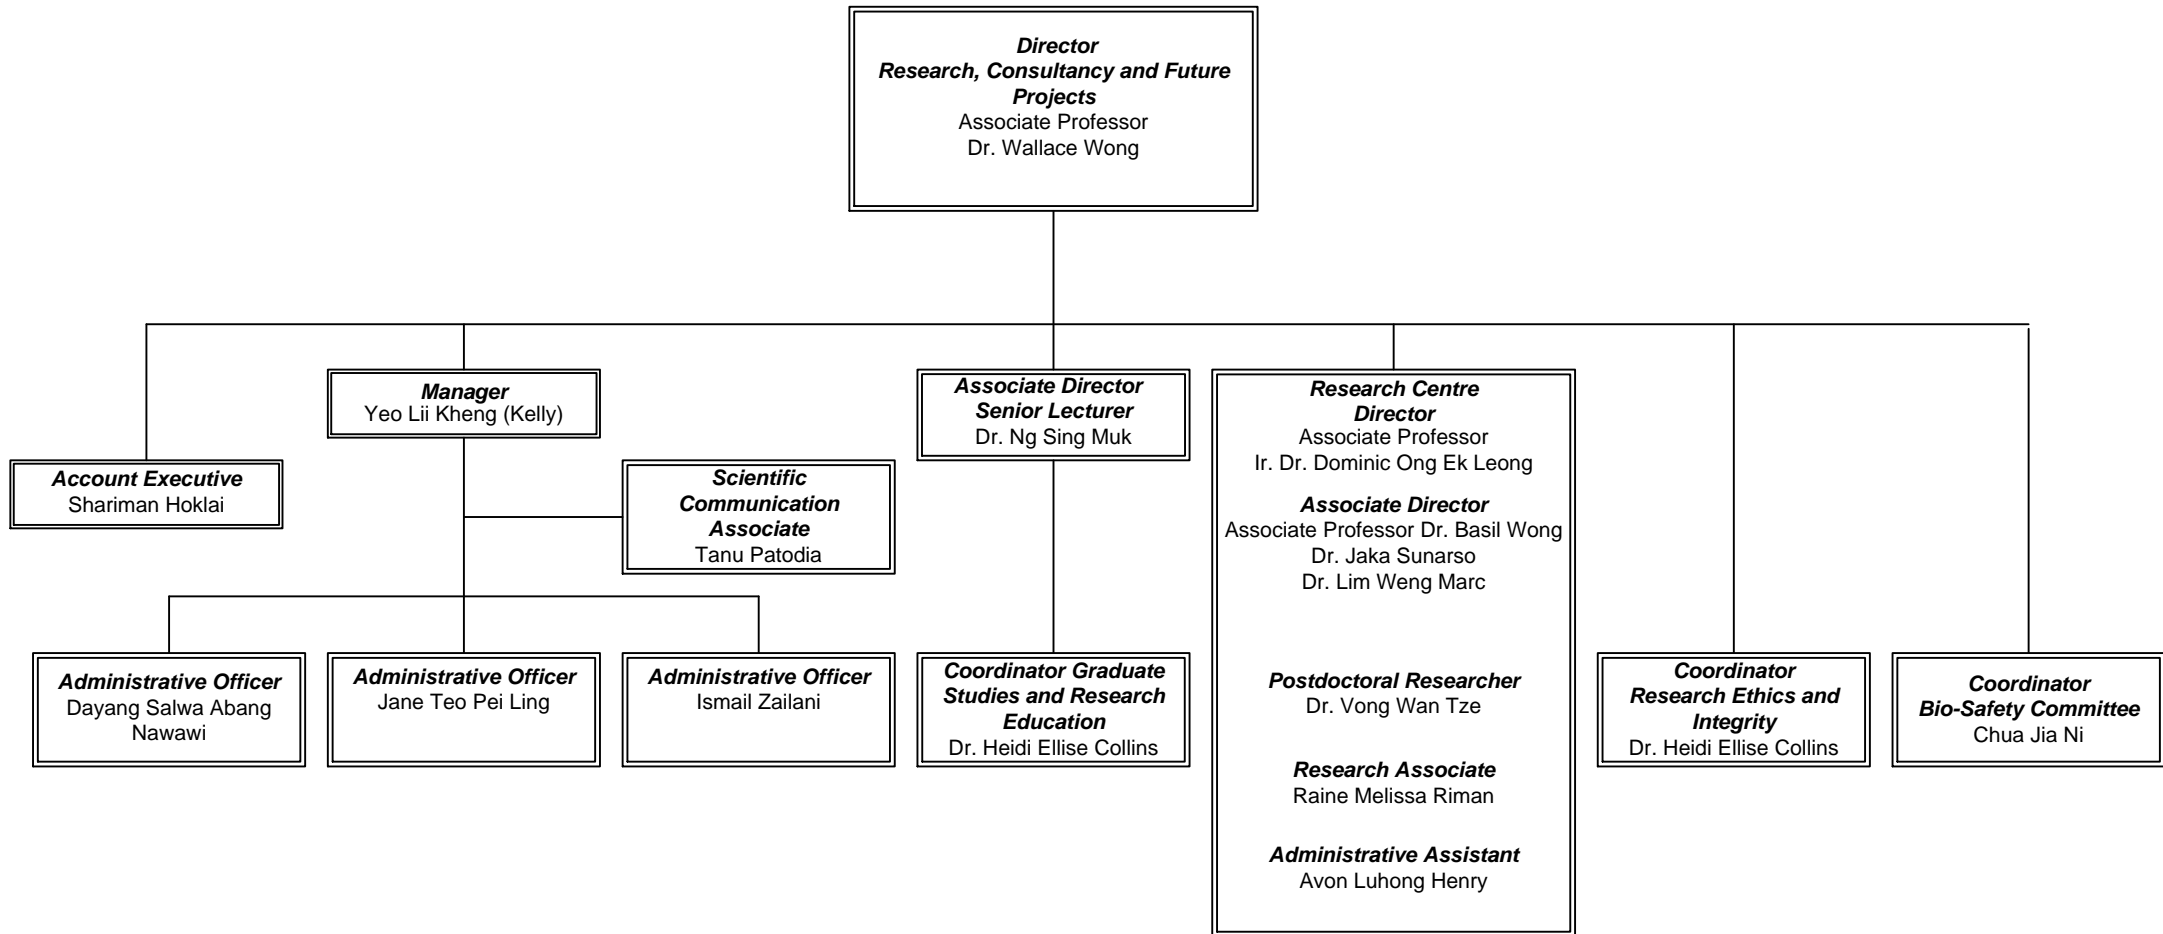 Director
Research, Consultancy and Future
Projects
Associate Professor
Dr. Wallace Wong
Manager
Yeo Lii Kheng (Kelly)
Associate Director
Senior Lecturer
Dr. Ng Sing Muk
Research Centre
Director
Associate Professor
Ir. Dr. Dominic Ong Ek Leong
Associate Director
Associate Professor Dr. Basil Wong
Dr. Jaka Sunarso
Dr. Lim Weng Marc
Postdoctoral Researcher
Dr. Vong Wan Tze
Research Associate
Raine Melissa Riman
Administrative Assistant
Avon Luhong Henry
Account Executive
Shariman Hoklai
Scientific
Communication
Associate
Tanu Patodia
Administrative Officer
Dayang Salwa Abang
Nawawi
Administrative Officer
Jane Teo Pei Ling
Administrative Officer
Ismail Zailani
Coordinator Graduate
Studies and Research
Education
Dr. Heidi Ellise Collins
Coordinator
Research Ethics and
Integrity
Dr. Heidi Ellise Collins
Coordinator
Bio-Safety Committee
Chua Jia Ni